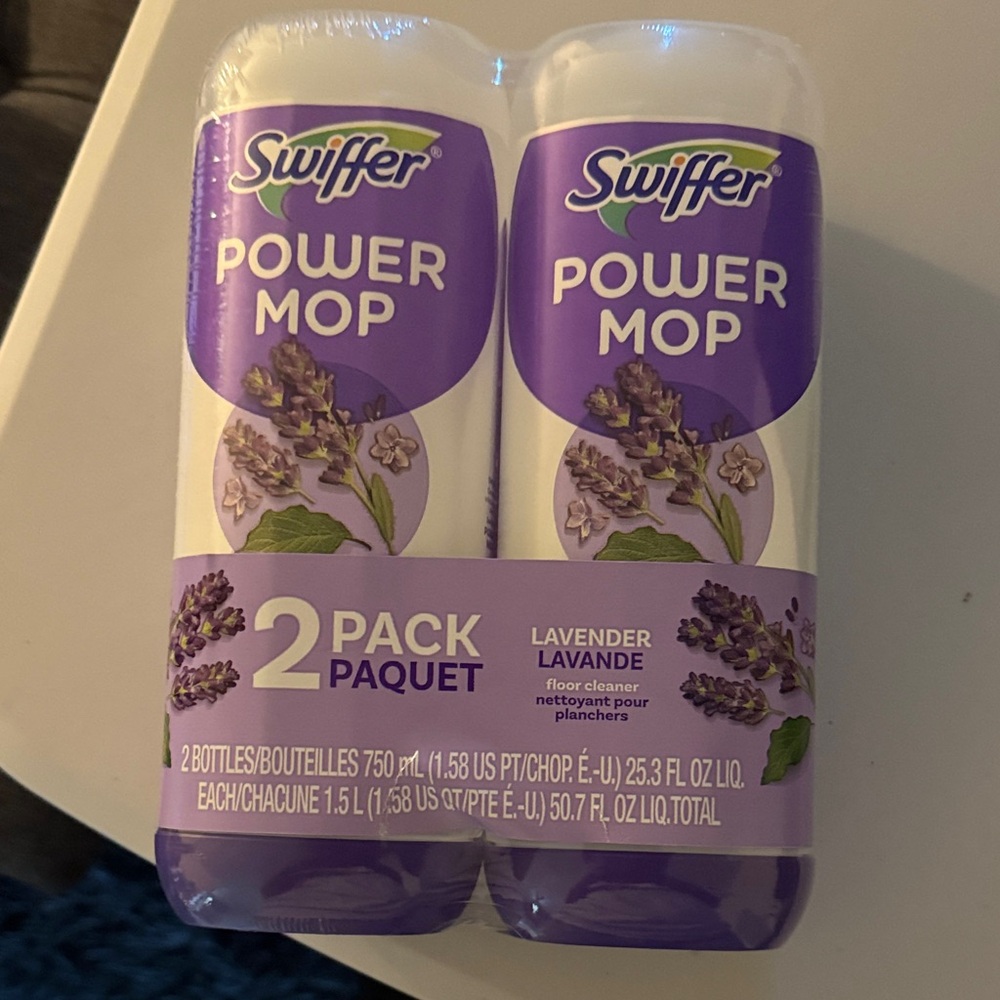 Swiffer®
POWER
MOP
Swiffer®
POWER
MOP
2 PACK
PAQUET
LAVENDER
LAVANDE
floor cleaner
nettoyant pour
planchers
2 BOTTLES/BOUTEILLES 750 mL (1.58 US PT/CHOP. É.-U.) 25.3 FL OZ LIQ.
EACH/CHACUNE 1.5 L (1.58 US QT/PTE É.-U.) 50.7 FL OZ LIQ.TOTAL